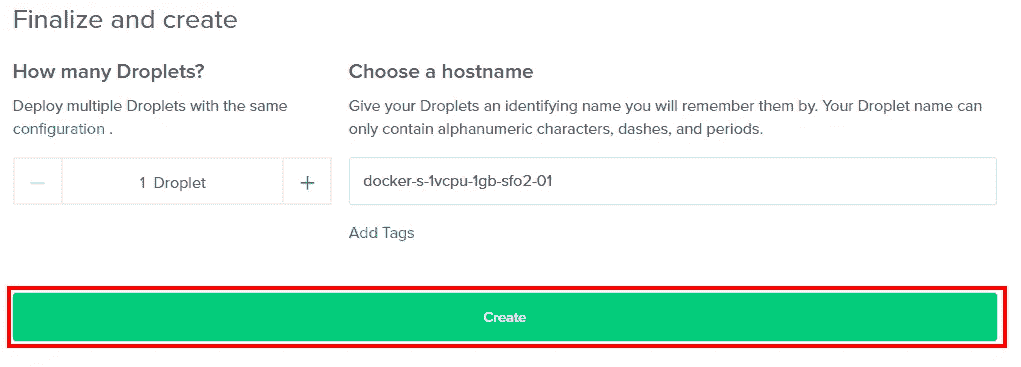 Finalize and create
How many Droplets?
Deploy multiple Droplets with the same
configuration .
1 Droplet
Choose a hostname
Give your Droplets an identifying name you will remember them by. Your Droplet name can
only contain alphanumeric characters, dashes, and periods.
docker-s-1vcpu-1gb-sfo2-01
Add Tags
Create